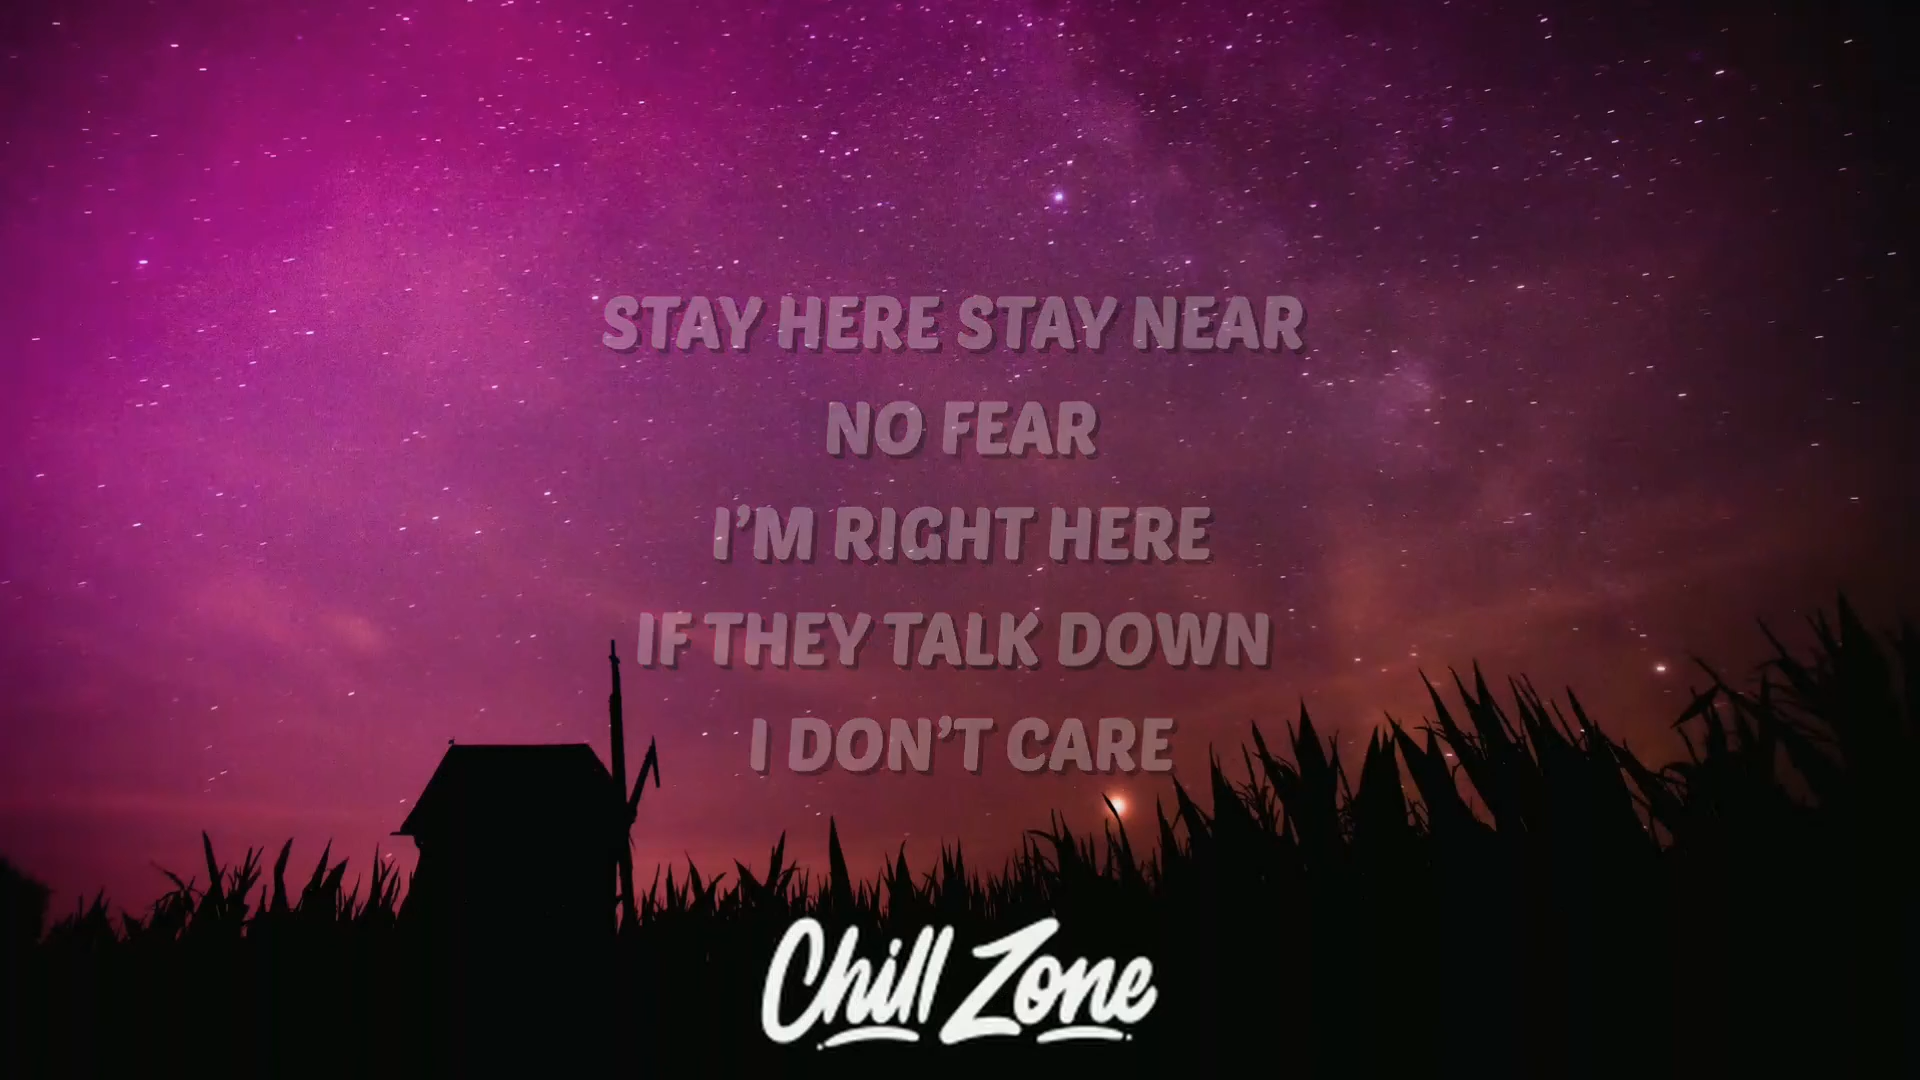 STAY HERE STAY NEAR
NO FEAR
I'M RIGHT HERE
IF THEY TALK DOWN
I DON'T CARE
Chill Zone